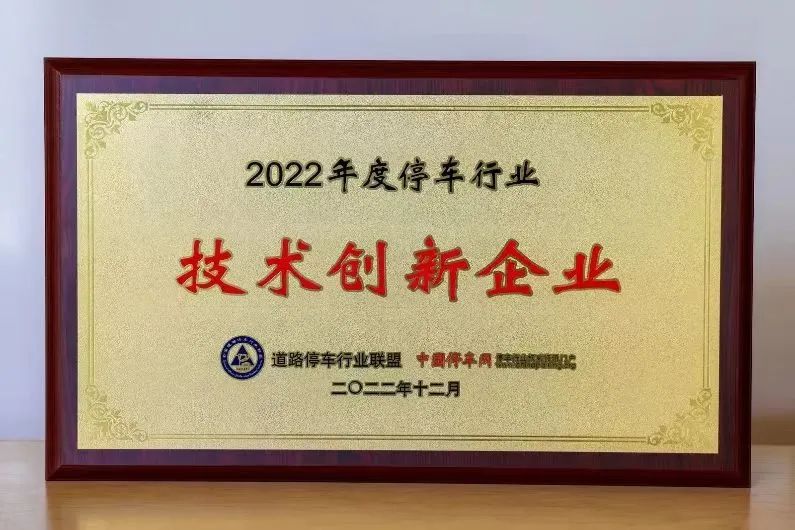 2022年度停车行业
技术创新企业
道路停车行业联盟 中国停车网
二〇二二年十二月